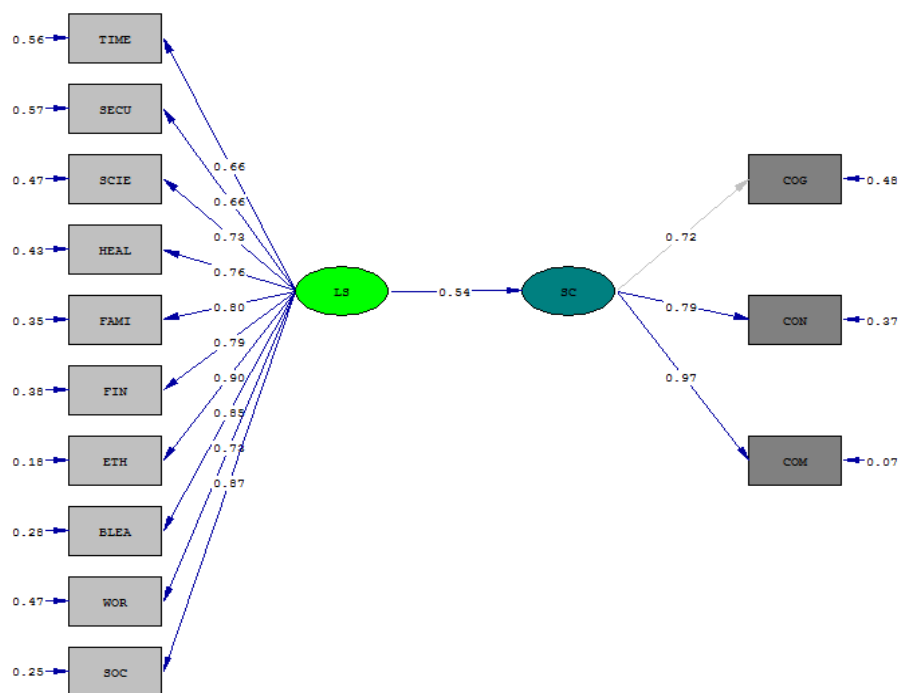 0.56 TIME
0.57 SECU
0.66
0.47 SCIE
COG 0.48
0.66
0.73
0.72
0.43 HEAL
0.76
LS 0.54 SC
0.80
0.79
0.35 FAMI
CON 0.37
0.79
0.90
0.97
0.38 FIN
0.85
0.73
0.18 ETH
COM 0.07
0.87
0.28 BLEA
0.47 WOR
0.25 SOC